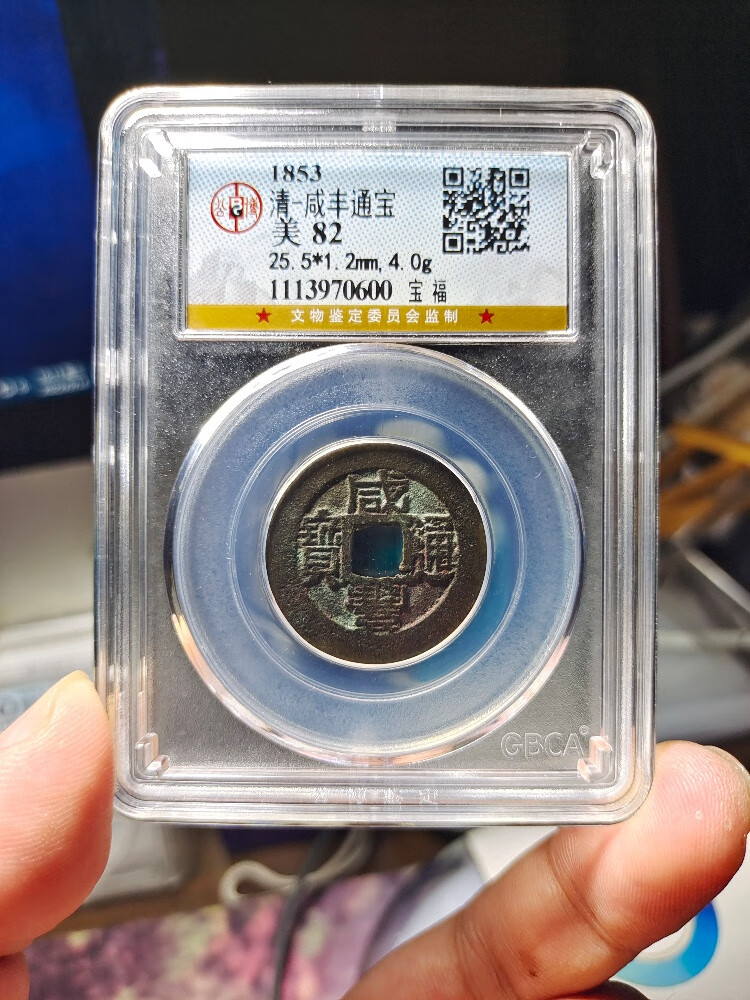 1853
清-咸丰通宝
美 82
25.5*1.2mm,4.0g
1113970600 宝 福
★ 文物鉴定委员会监制 ★
咸
寶 通
豐
GBCA